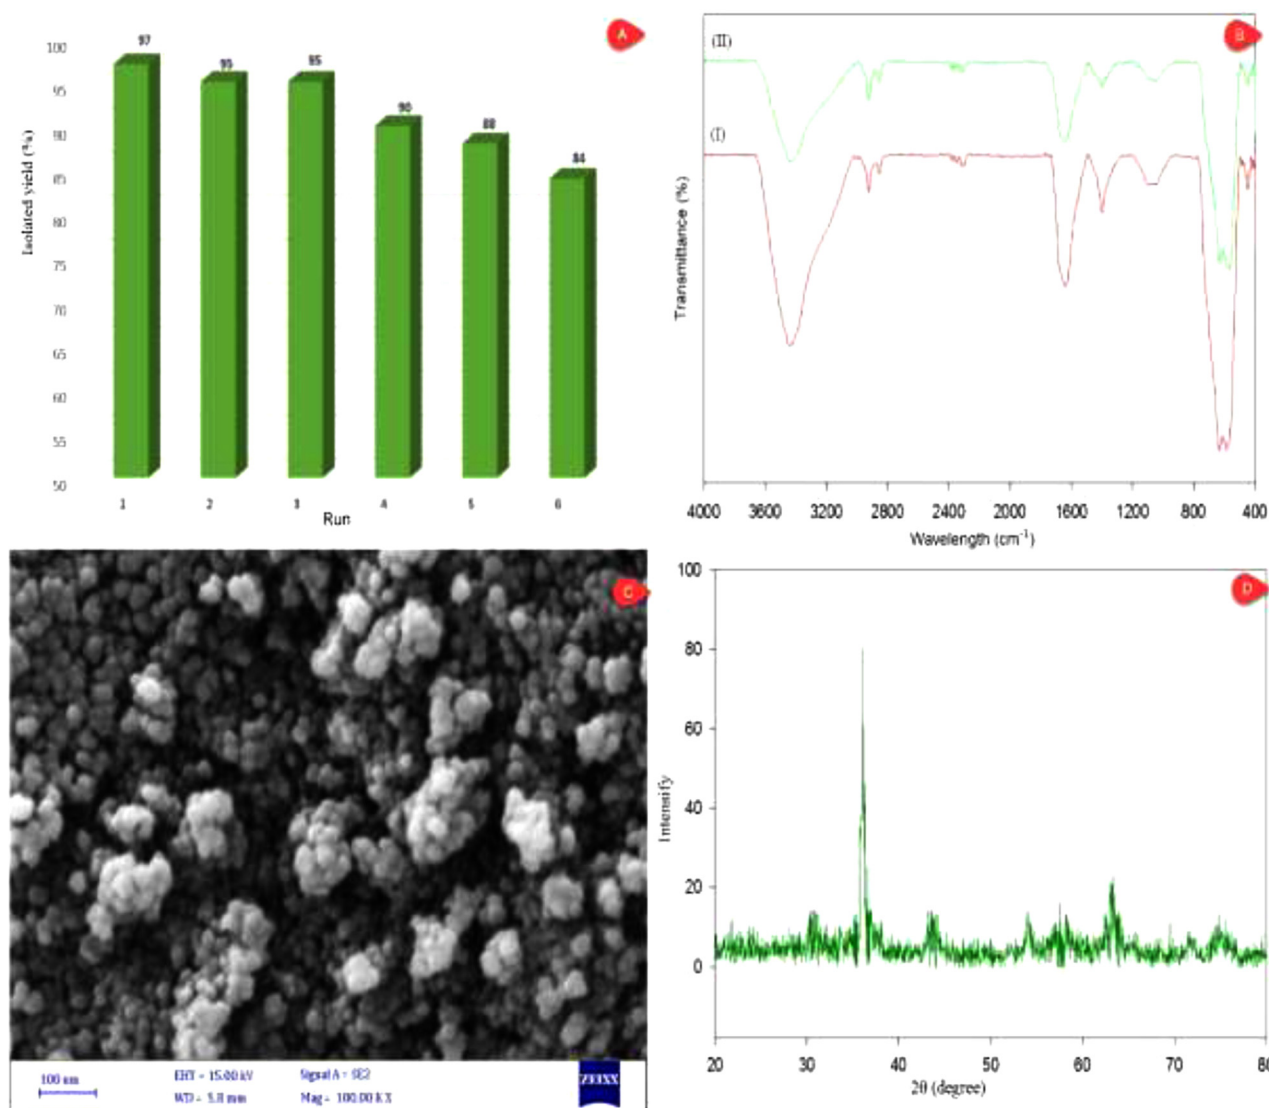 A
97
95
95
90
88
84
100
95
90
85
80
75
70
65
60
55
50
Isolated yield (%)
1 2 3 4 5 6
Run
B
(II)
(I)
Transmittance (%)
4000 3600 3200 2800 2400 2000 1600 1200 800 400
Wavelength (cm-1)
C
100 nm
EHT = 15.00 kV
Signal A = SE2
WD = 5.8 mm
Mag = 100.00 K X
ZEISS
D
100
80
60
40
20
0
Intensify
20 30 40 50 60 70 80
2θ (degree)